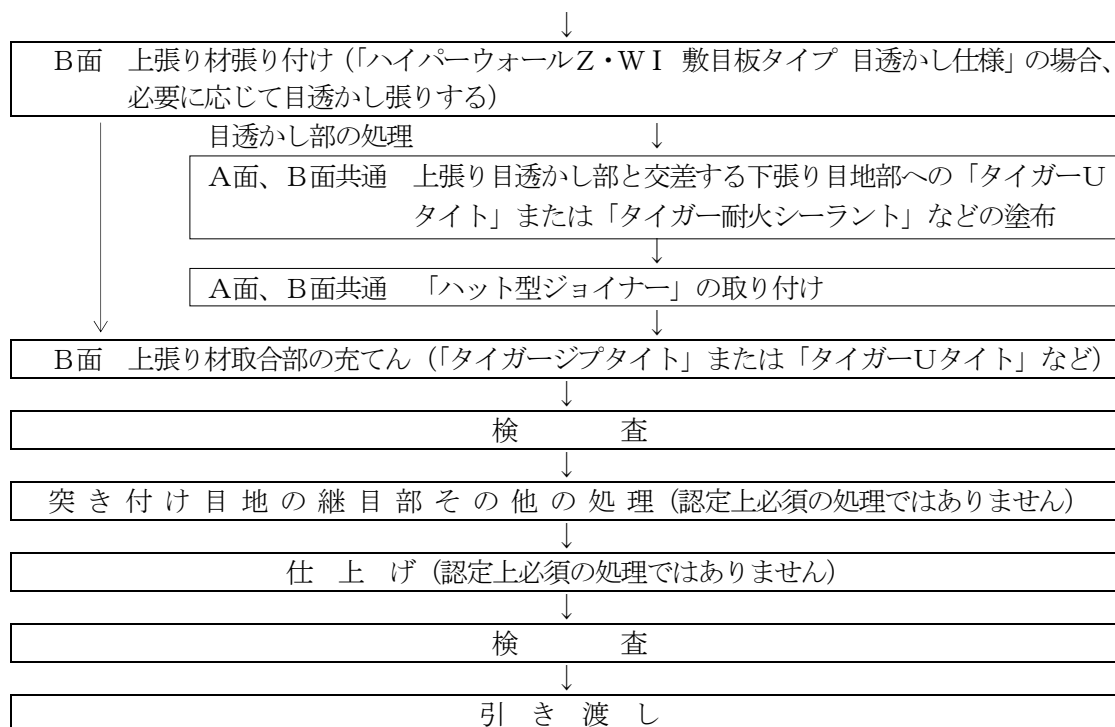 ↓
B面　上張り材張り付け（「ハイパーウォールZ・WI 敷目板タイプ 目透かし仕様」の場合、
必要に応じて目透かし張りする）
目透かし部の処理　↓
A面、B面共通　上張り目透かし部と交差する下張り目地部への「タイガーU
タイト」または「タイガー耐火シーラント」などの塗布
↓
A面、B面共通　「ハット型ジョイナー」の取り付け
↓
B面　上張り材取合部の充てん（「タイガージプタイト」または「タイガーUタイト」など）
↓
検　　査
↓
突き付け目地の継目部その他の処理（認定上必須の処理ではありません）
↓
仕上げ（認定上必須の処理ではありません）
↓
検　　査
↓
引き渡し